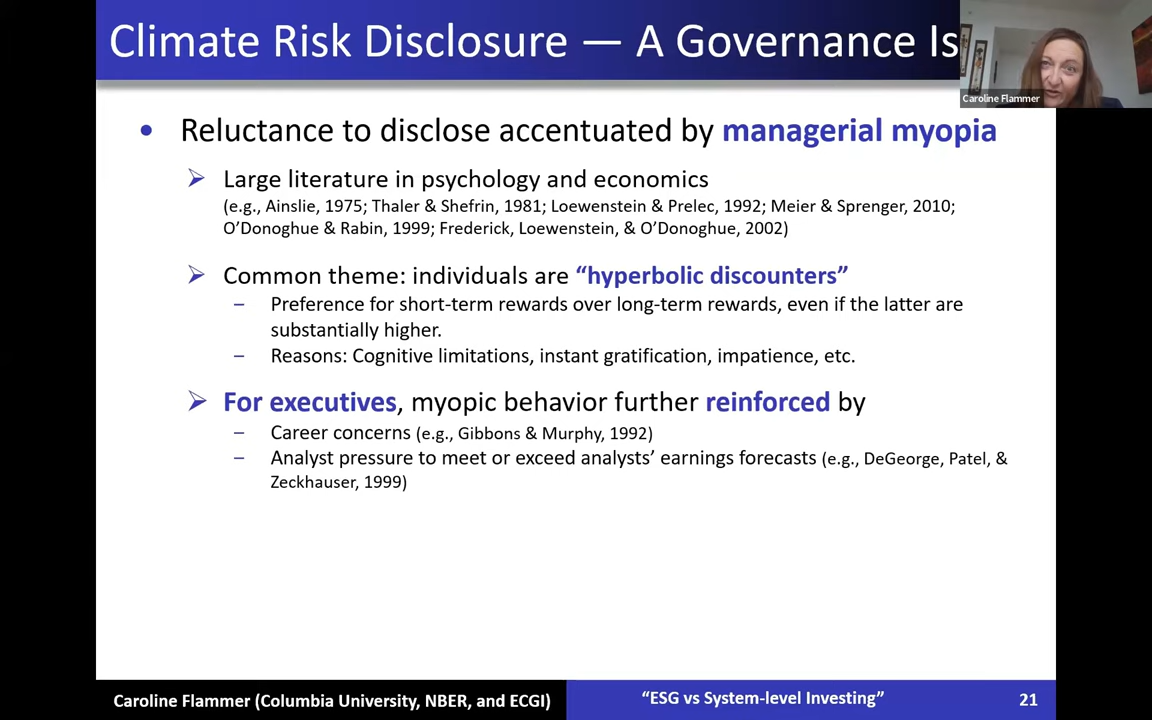 Climate Risk Disclosure — A Governance Is
Caroline Flammer
• Reluctance to disclose accentuated by managerial myopia
➢ Large literature in psychology and economics
(e.g., Ainslie, 1975; Thaler & Shefrin, 1981; Loewenstein & Prelec, 1992; Meier & Sprenger, 2010;
O’Donoghue & Rabin, 1999; Frederick, Loewenstein, & O’Donoghue, 2002)
➢ Common theme: individuals are “hyperbolic discounters”
– Preference for short-term rewards over long-term rewards, even if the latter are
substantially higher.
– Reasons: Cognitive limitations, instant gratification, impatience, etc.
➢ For executives, myopic behavior further reinforced by
– Career concerns (e.g., Gibbons & Murphy, 1992)
– Analyst pressure to meet or exceed analysts’ earnings forecasts (e.g., DeGeorge, Patel, &
Zeckhauser, 1999)
Caroline Flammer (Columbia University, NBER, and ECGI)
“ESG vs System-level Investing”
21